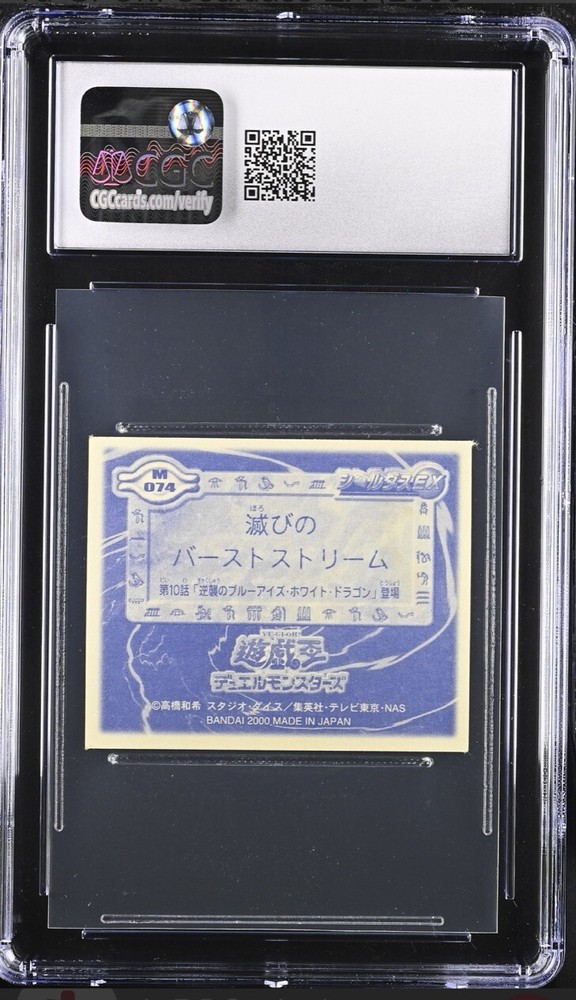 CGC
CGCcards.com/verify
M
074
シールダスEX
ほろ
滅びの
バーストストリーム
第10話「逆襲のブルーアイズ・ホワイト・ドラゴン」登場
YU-GI-OH!
遊戯王
デュエルモンスターズ
©高橋和希 スタジオ・ダイス/集英社・テレビ東京・NAS
BANDAI 2000 MADE IN JAPAN